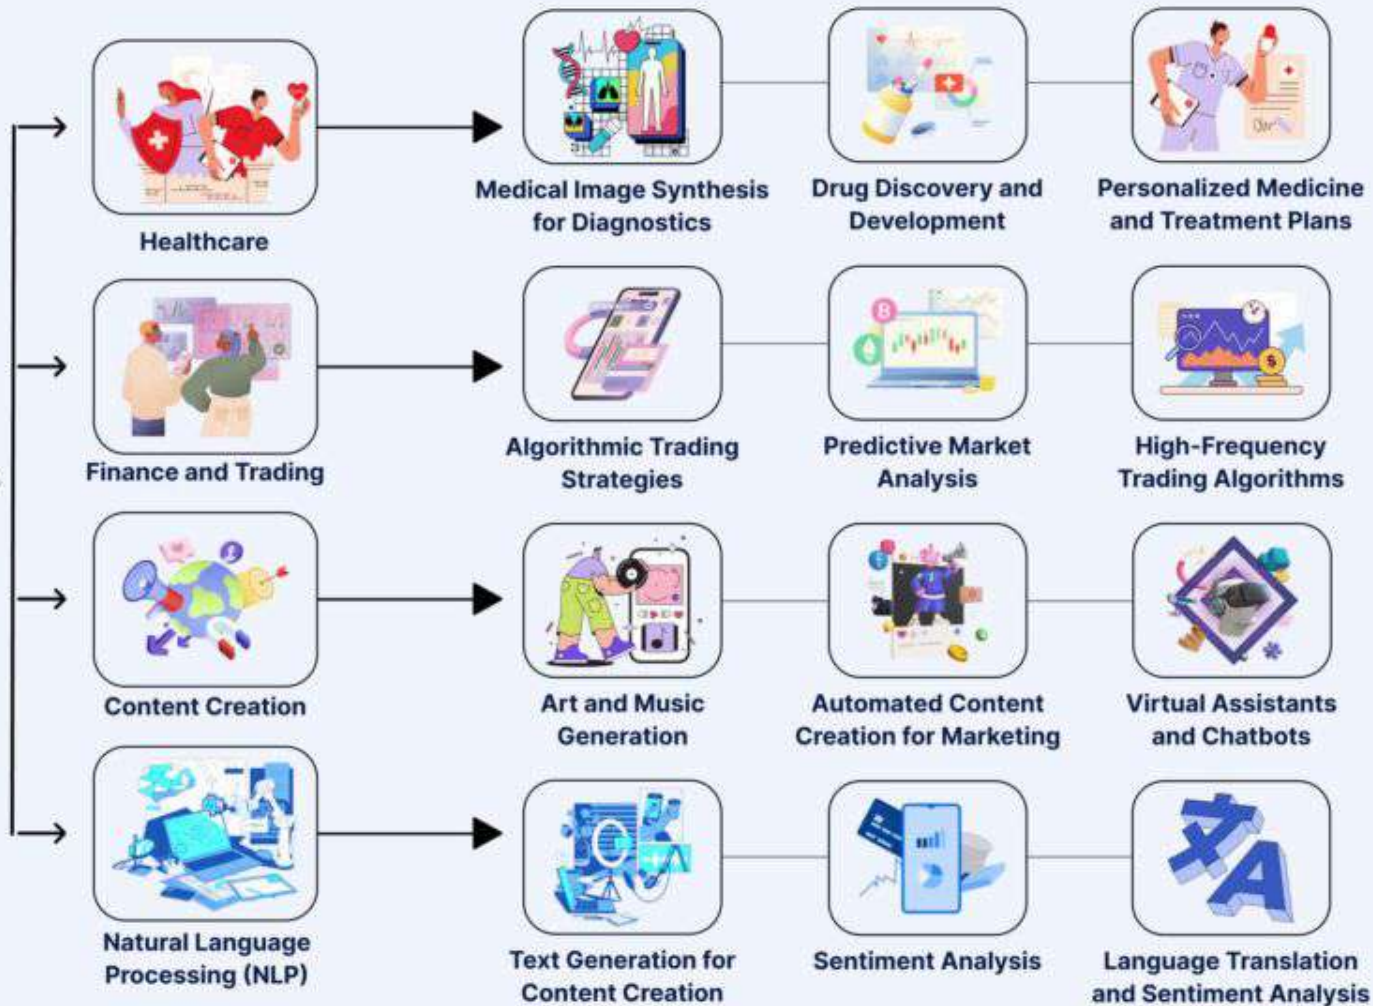 Healthcare
Medical Image Synthesis
for Diagnostics
Drug Discovery and
Development
Personalized Medicine
and Treatment Plans
Finance and Trading
Algorithmic Trading
Strategies
Predictive Market
Analysis
High-Frequency
Trading Algorithms
Content Creation
Art and Music
Generation
Automated Content
Creation for Marketing
Virtual Assistants
and Chatbots
Natural Language
Processing (NLP)
Text Generation for
Content Creation
Sentiment Analysis
Language Translation
and Sentiment Analysis